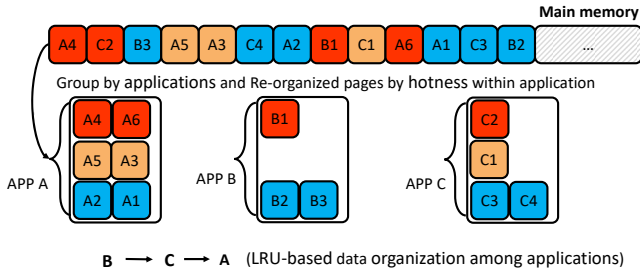 Main memory
A4 C2 B3 A5 A3 C4 A2 B1 C1 A6 A1 C3 B2 ...
Group by applications and Re-organized pages by hotness within application
A4 A6 B1 C2
APP A A5 A3 APP B APP C C1
A2 A1 B2 B3 C3 C4
B C A (LRU-based data organization among applications)